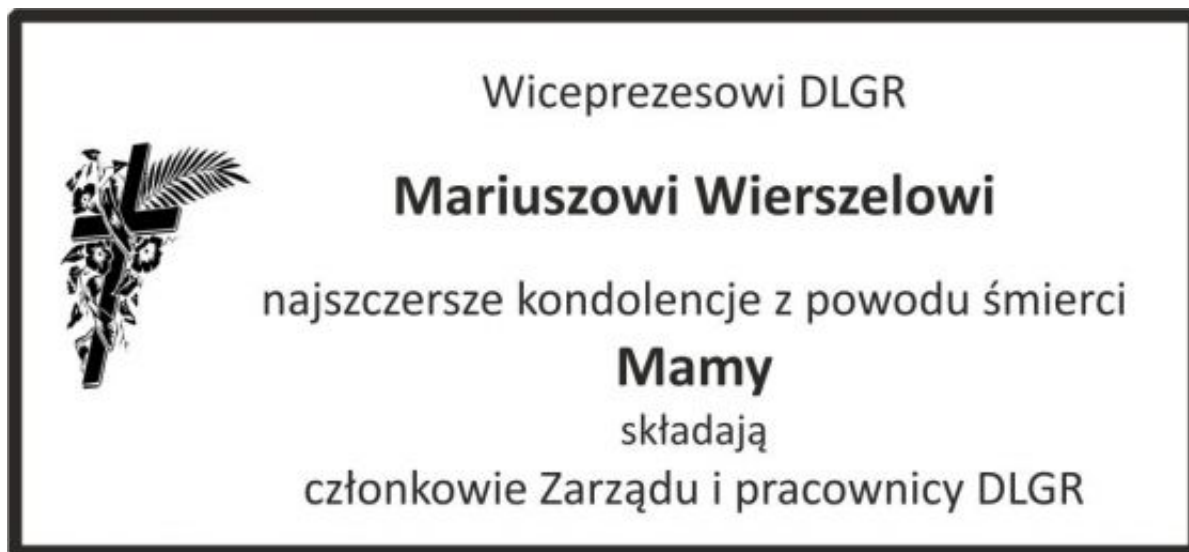 Wiceprezesowi DLGR
Mariuszowi Wierszelowi
najszczersze kondolencje z powodu śmierci
Mamy
składają
członkowie Zarządu i pracownicy DLGR